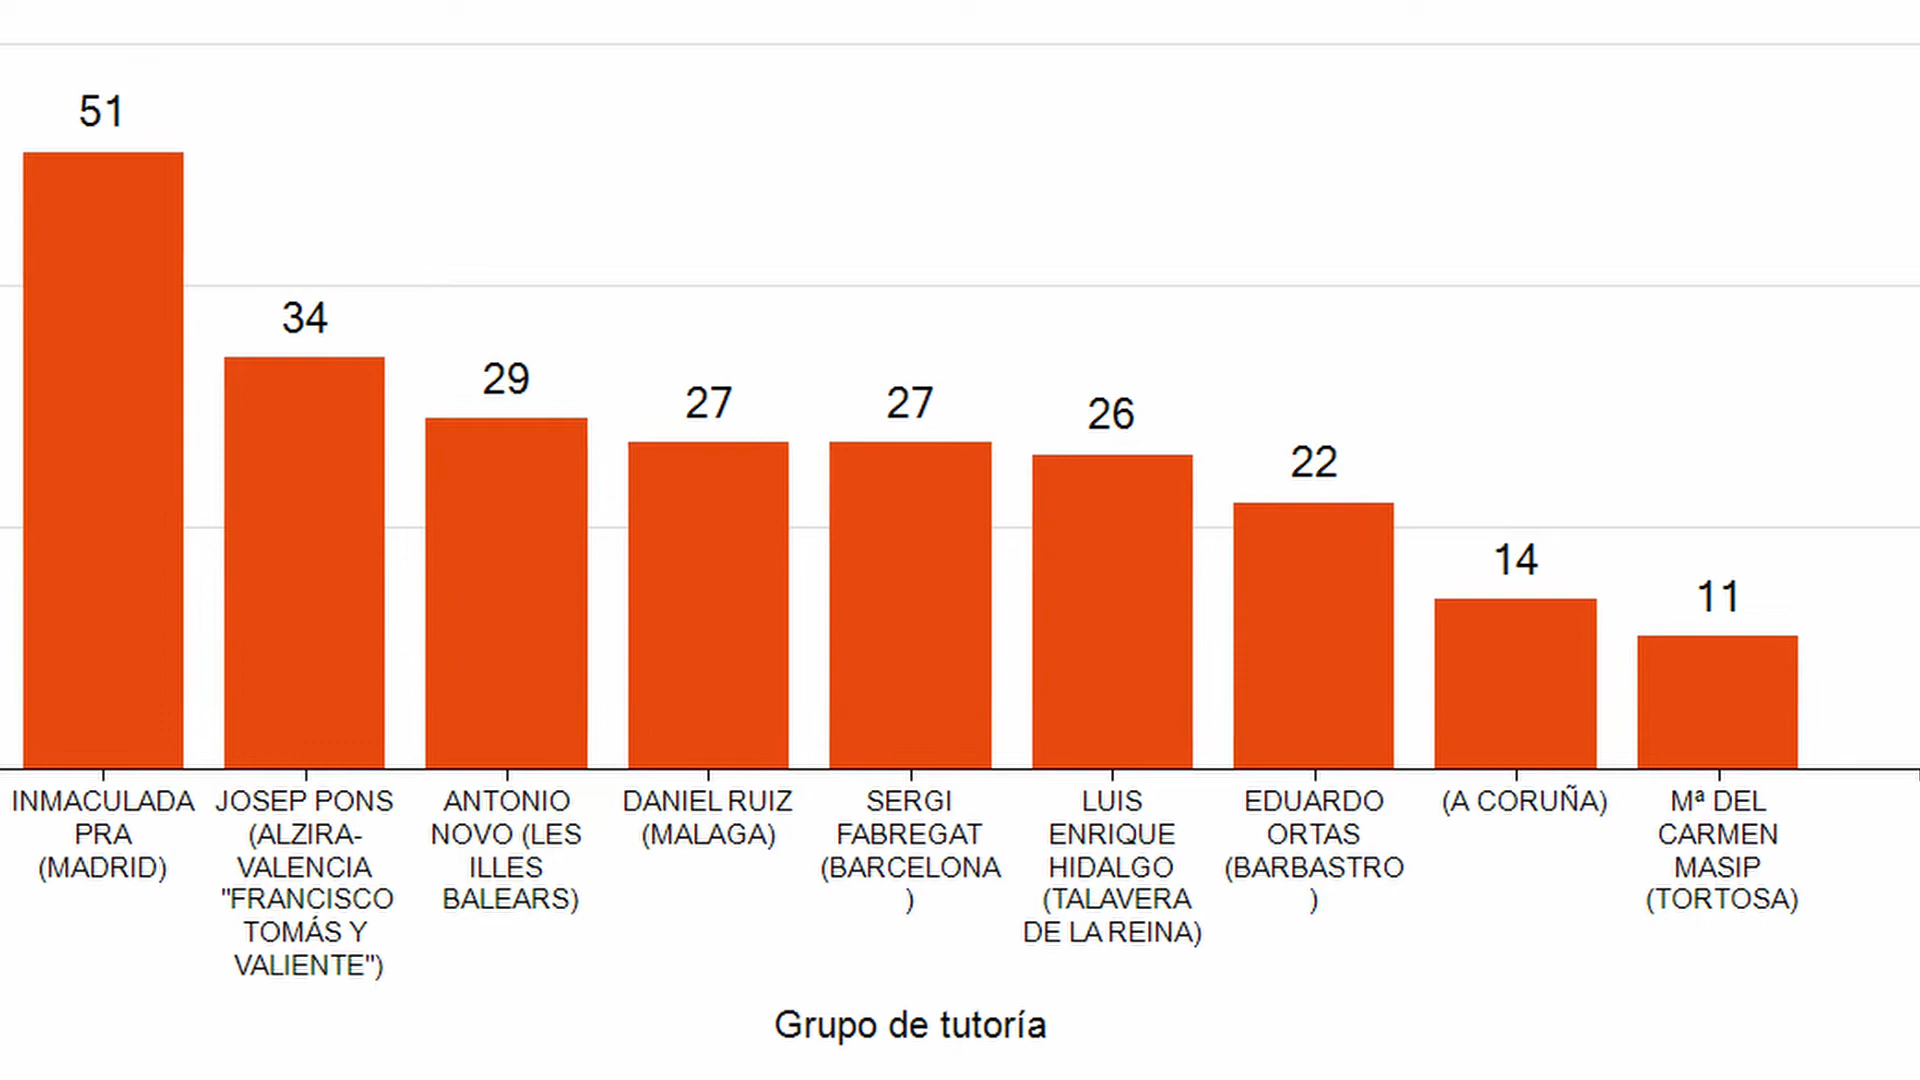 51
34
29
27
27
26
22
14
11
INMACULADA
PRA
(MADRID)
JOSEP PONS
(ALZIRA-
VALENCIA
"FRANCISCO
TOMÁS Y
VALIENTE")
ANTONIO
NOVO (LES
ILLES
BALEARS)
DANIEL RUIZ
(MALAGA)
SERGI
FABREGAT
(BARCELONA
)
LUIS
ENRIQUE
HIDALGO
(TALAVERA
DE LA REINA)
EDUARDO
ORTAS
(BARBASTRO
)
(A CORUÑA)
Mª DEL
CARMEN
MASIP
(TORTOSA)
Grupo de tutoría